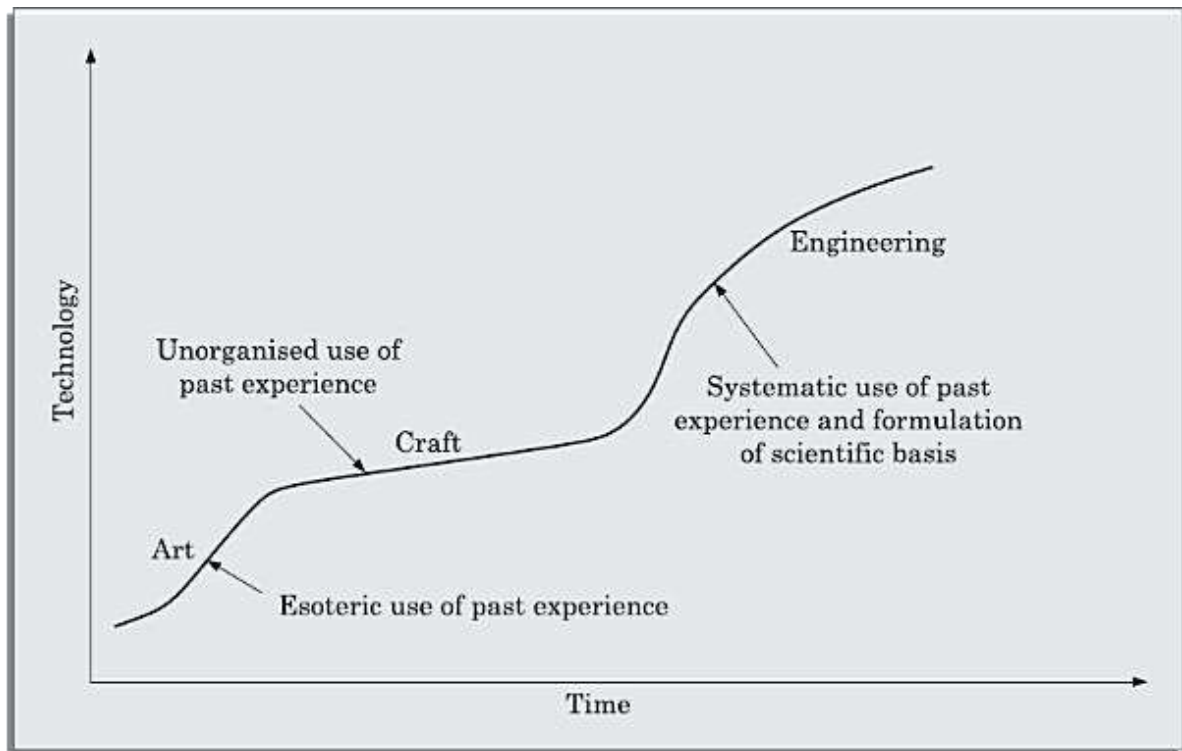 Technology
Unorganised use of
past experience
Craft
Art
Esoteric use of past experience
Engineering
Systematic use of past
experience and formulation
of scientific basis
Time